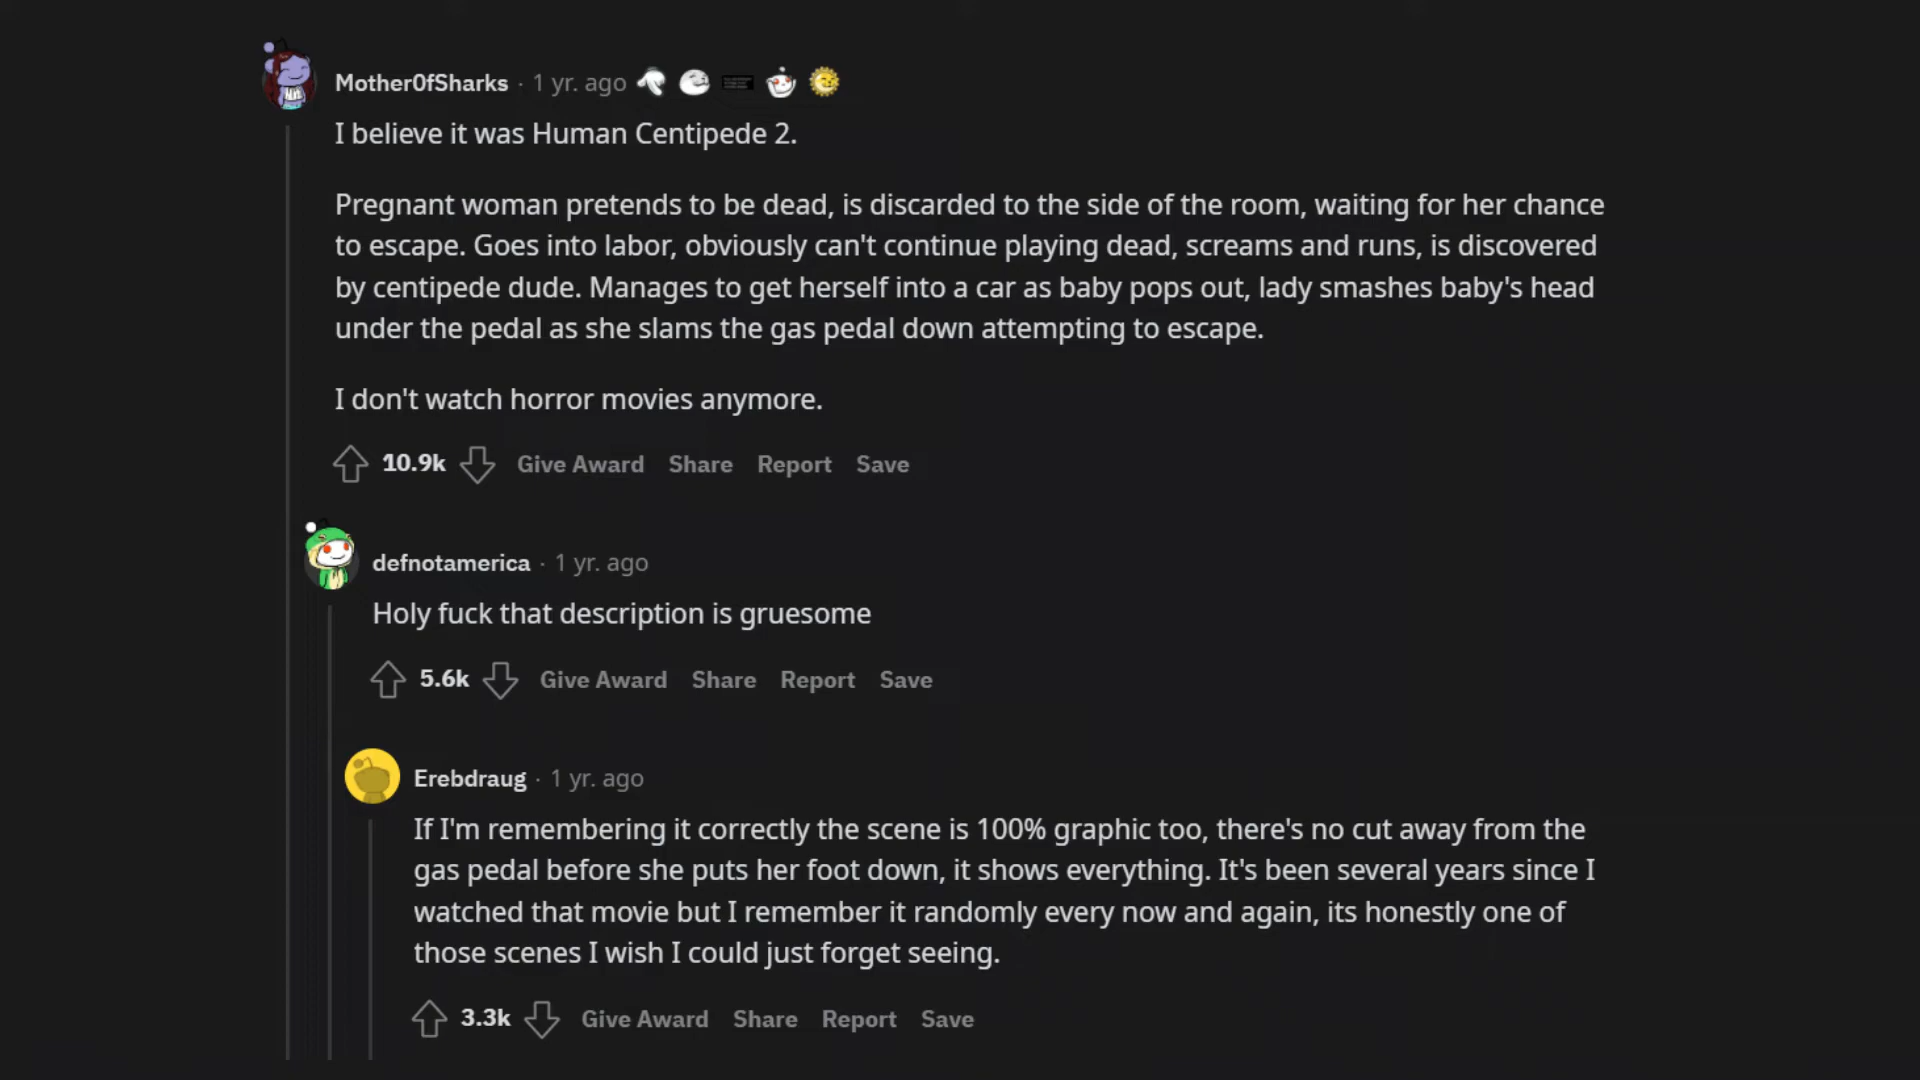 Mother0fSharks · 1 yr. ago
I believe it was Human Centipede 2.
Pregnant woman pretends to be dead, is discarded to the side of the room, waiting for her chance
to escape. Goes into labor, obviously can't continue playing dead, screams and runs, is discovered
by centipede dude. Manages to get herself into a car as baby pops out, lady smashes baby's head
under the pedal as she slams the gas pedal down attempting to escape.
I don't watch horror movies anymore.
10.9k Give Award Share Report Save
defnotamerica · 1 yr. ago
Holy fuck that description is gruesome
5.6k Give Award Share Report Save
Erebdraug · 1 yr. ago
If I'm remembering it correctly the scene is 100% graphic too, there's no cut away from the
gas pedal before she puts her foot down, it shows everything. It's been several years since I
watched that movie but I remember it randomly every now and again, its honestly one of
those scenes I wish I could just forget seeing.
3.3k Give Award Share Report Save